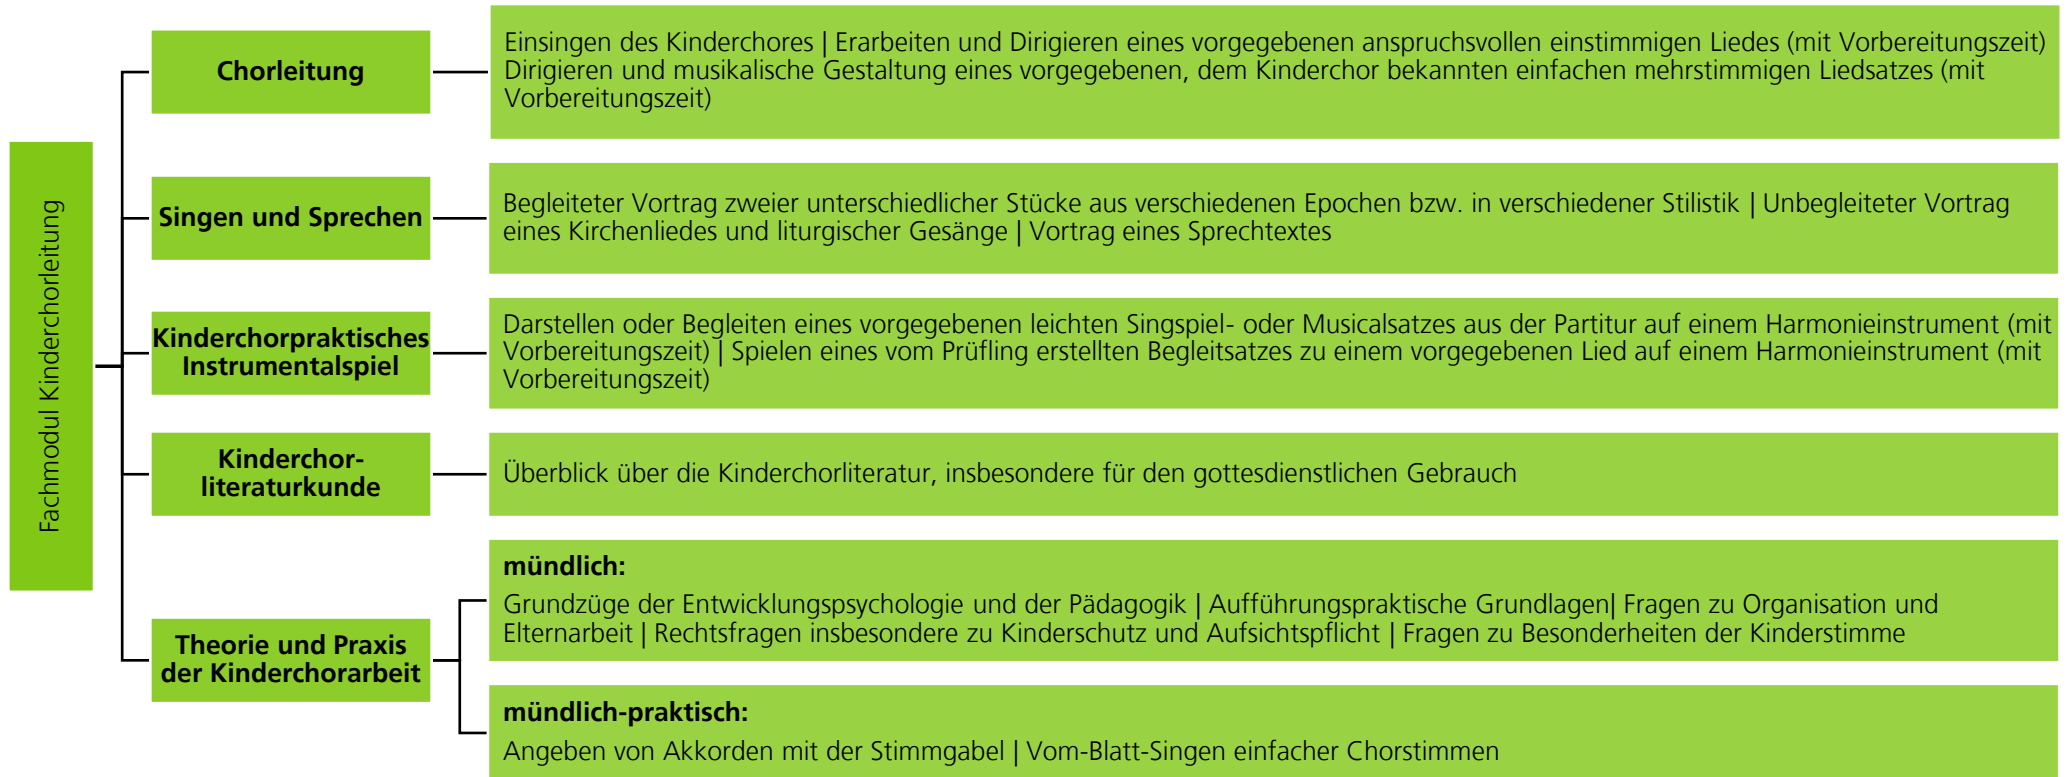 Fachmodul Kinderchorleitung
Chorleitung
Einsingen des Kinderchores | Erarbeiten und Dirigieren eines vorgegebenen anspruchsvollen einstimmigen Liedes (mit Vorbereitungszeit)
Dirigieren und musikalische Gestaltung eines vorgegebenen, dem Kinderchor bekannten einfachen mehrstimmigen Liedsatzes (mit
Vorbereitungszeit)
Singen und Sprechen
Begleiteter Vortrag zweier unterschiedlicher Stücke aus verschiedenen Epochen bzw. in verschiedener Stilistik | Unbegleiteter Vortrag
eines Kirchenliedes und liturgischer Gesänge | Vortrag eines Sprechtextes
Kinderchorpraktisches
Instrumentalspiel
Darstellen oder Begleiten eines vorgegebenen leichten Singspiel- oder Musicalsatzes aus der Partitur auf einem Harmonieinstrument (mit
Vorbereitungszeit) | Spielen eines vom Prüfling erstellten Begleitsatzes zu einem vorgegebenen Lied auf einem Harmonieinstrument (mit
Vorbereitungszeit)
Kinderchor-
literaturkunde
Überblick über die Kinderchorliteratur, insbesondere für den gottesdienstlichen Gebrauch
Theorie und Praxis
der Kinderchorarbeit
mündlich:
Grundzüge der Entwicklungspsychologie und der Pädagogik | Aufführungspraktische Grundlagen| Fragen zu Organisation und
Elternarbeit | Rechtsfragen insbesondere zu Kinderschutz und Aufsichtspflicht | Fragen zu Besonderheiten der Kinderstimme
mündlich-praktisch:
Angeben von Akkorden mit der Stimmgabel | Vom-Blatt-Singen einfacher Chorstimmen